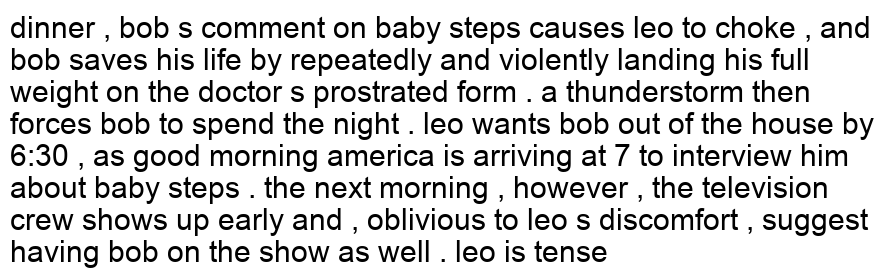 dinner , bob s comment on baby steps causes leo to choke , and
bob saves his life by repeatedly and violently landing his full
weight on the doctor s prostrated form . a thunderstorm then
forces bob to spend the night . leo wants bob out of the house by
6:30 , as good morning america is arriving at 7 to interview him
about baby steps . the next morning , however , the television
crew shows up early and , oblivious to leo s discomfort , suggest
having bob on the show as well . leo is tense